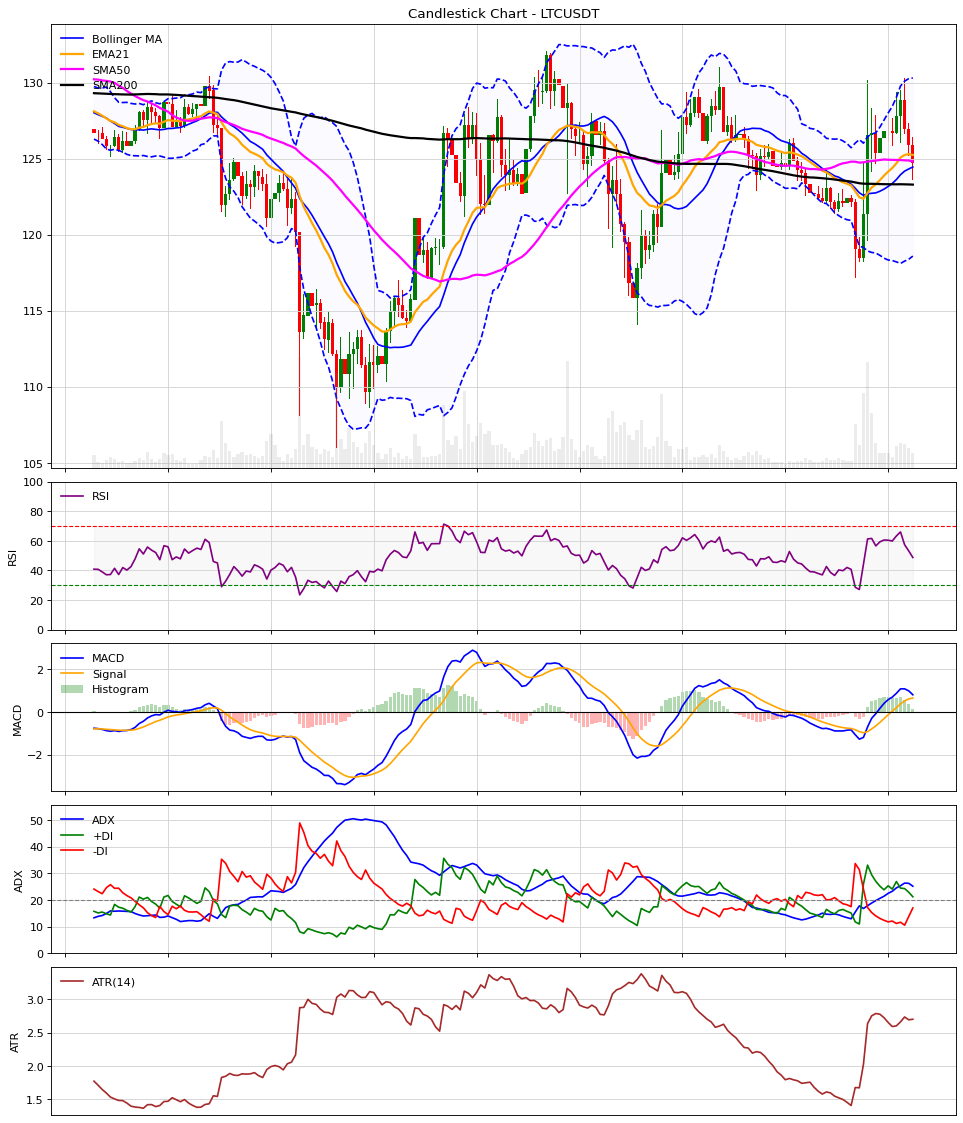 Candlestick Chart - LTCUSDT
Bollinger MA
EMA21
SMA50
SMA200
130
125
120
115
110
105
RSI
100
80
60
40
20
0
RSI
MACD
Signal
Histogram
2
0
−2
MACD
ADX
+DI
-DI
50
40
30
20
10
0
ADX
ATR(14)
3.0
2.5
2.0
1.5
ATR